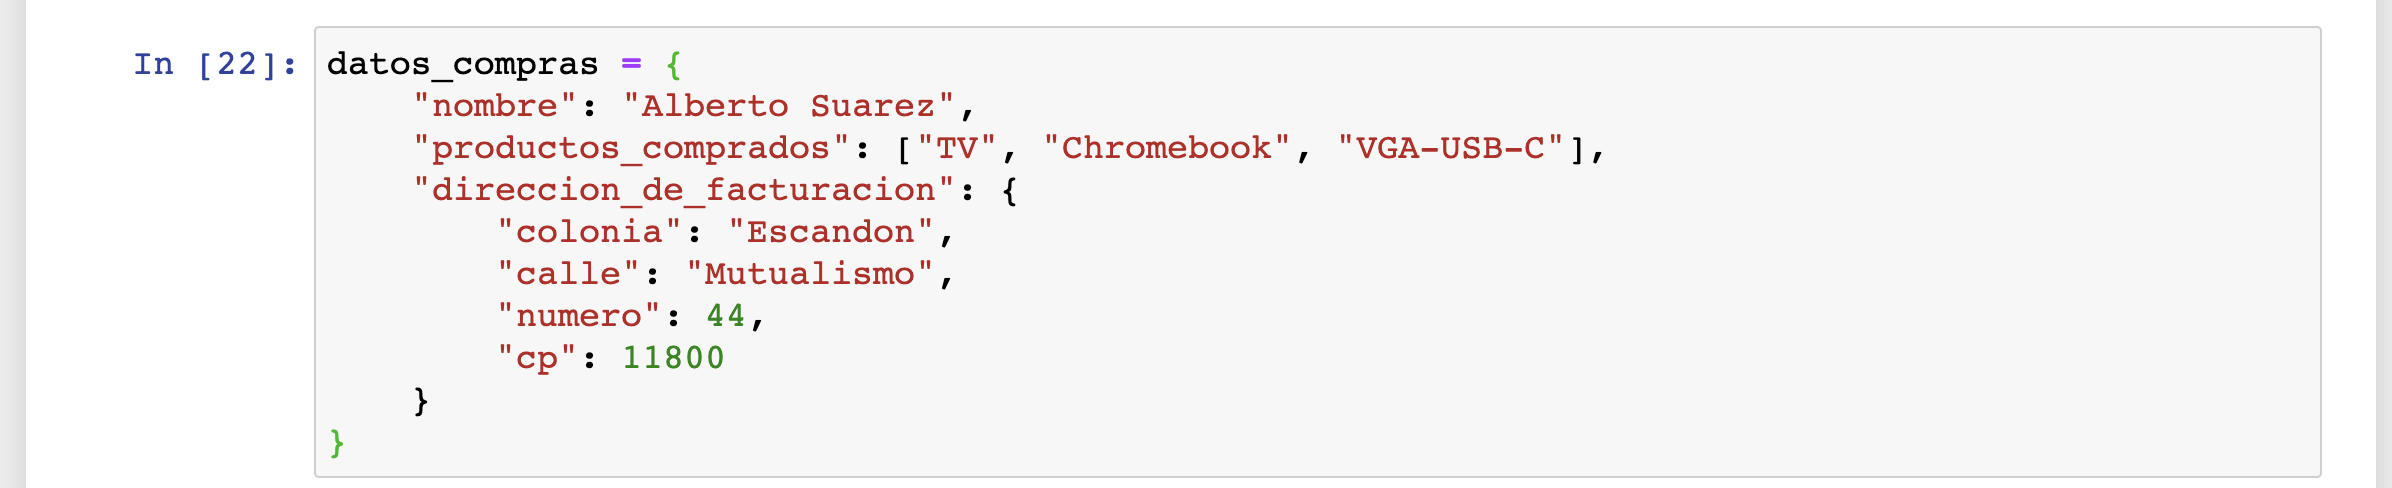 In [22]: datos_compras = {
    "nombre": "Alberto Suarez",
    "productos_comprados": ["TV", "Chromebook", "VGA-USB-C"],
    "direccion_de_facturacion": {
        "colonia": "Escandon",
        "calle": "Mutualismo",
        "numero": 44,
        "cp": 11800
    }
}